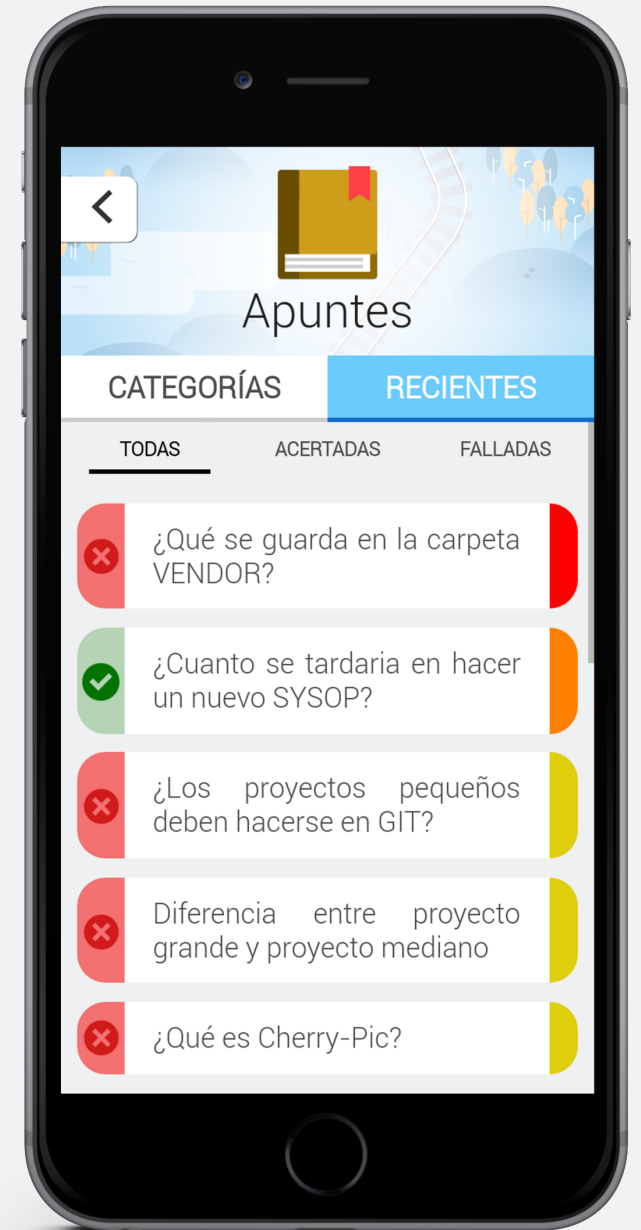 Apuntes
CATEGORÍAS RECIENTES
TODAS ACERTADAS FALLADAS
¿Qué se guarda en la carpeta
VENDOR?
¿Cuanto se tardaria en hacer
un nuevo SYSOP?
¿Los proyectos pequeños
deben hacerse en GIT?
Diferencia entre proyecto
grande y proyecto mediano
¿Qué es Cherry-Pic?